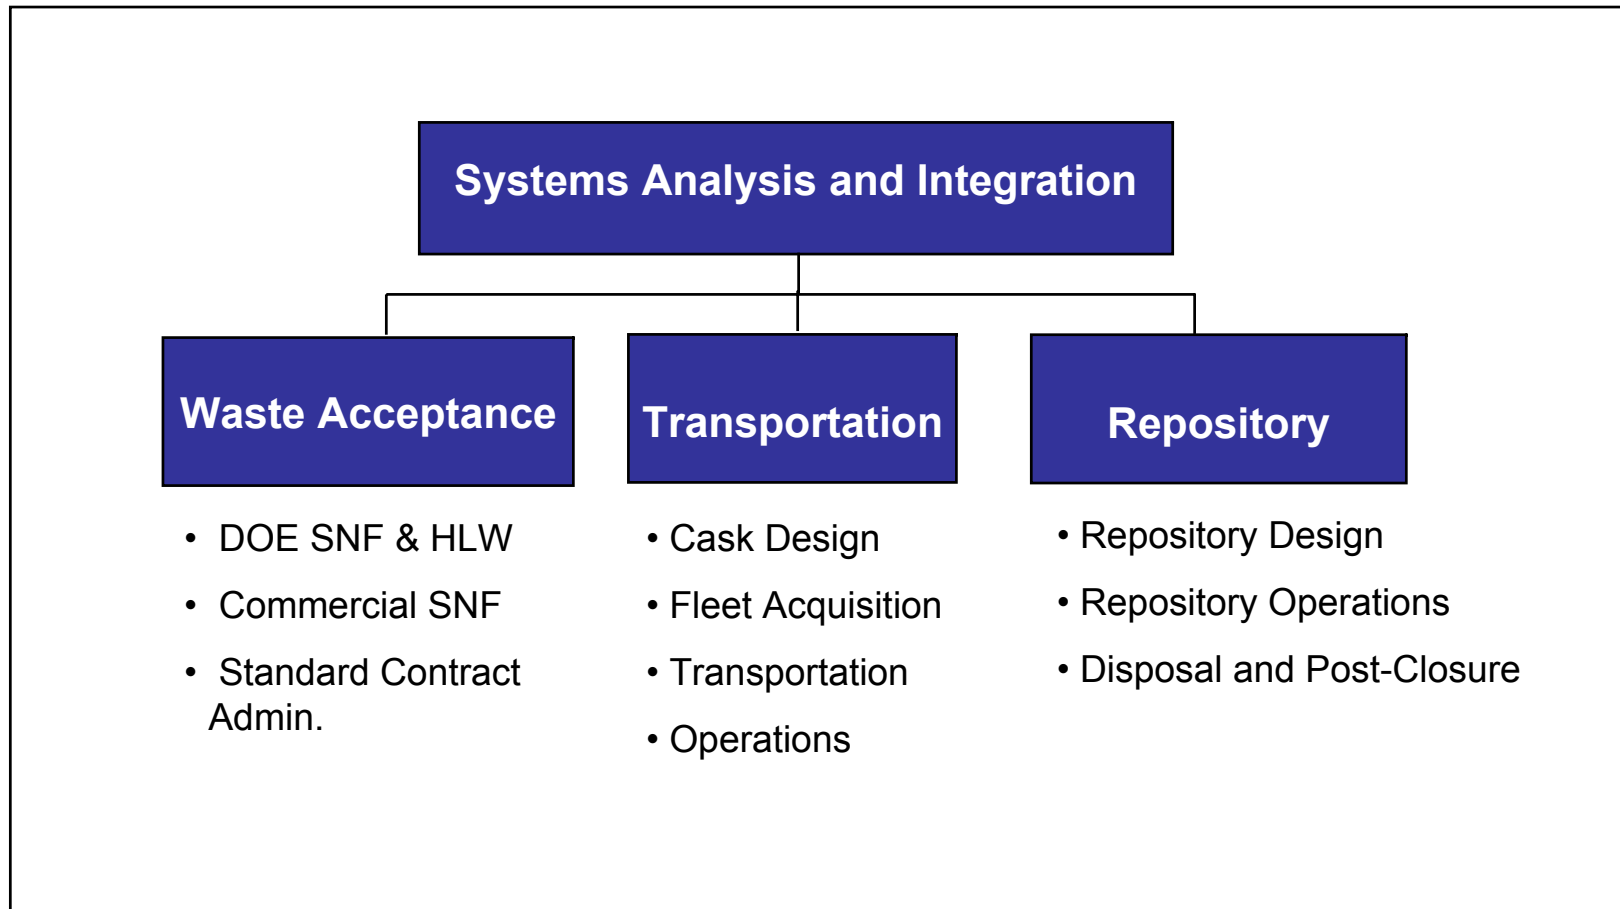 Systems Analysis and Integration
Waste Acceptance
• DOE SNF & HLW
• Commercial SNF
• Standard Contract
Admin.
Transportation
• Cask Design
• Fleet Acquisition
• Transportation
• Operations
Repository
• Repository Design
• Repository Operations
• Disposal and Post-Closure